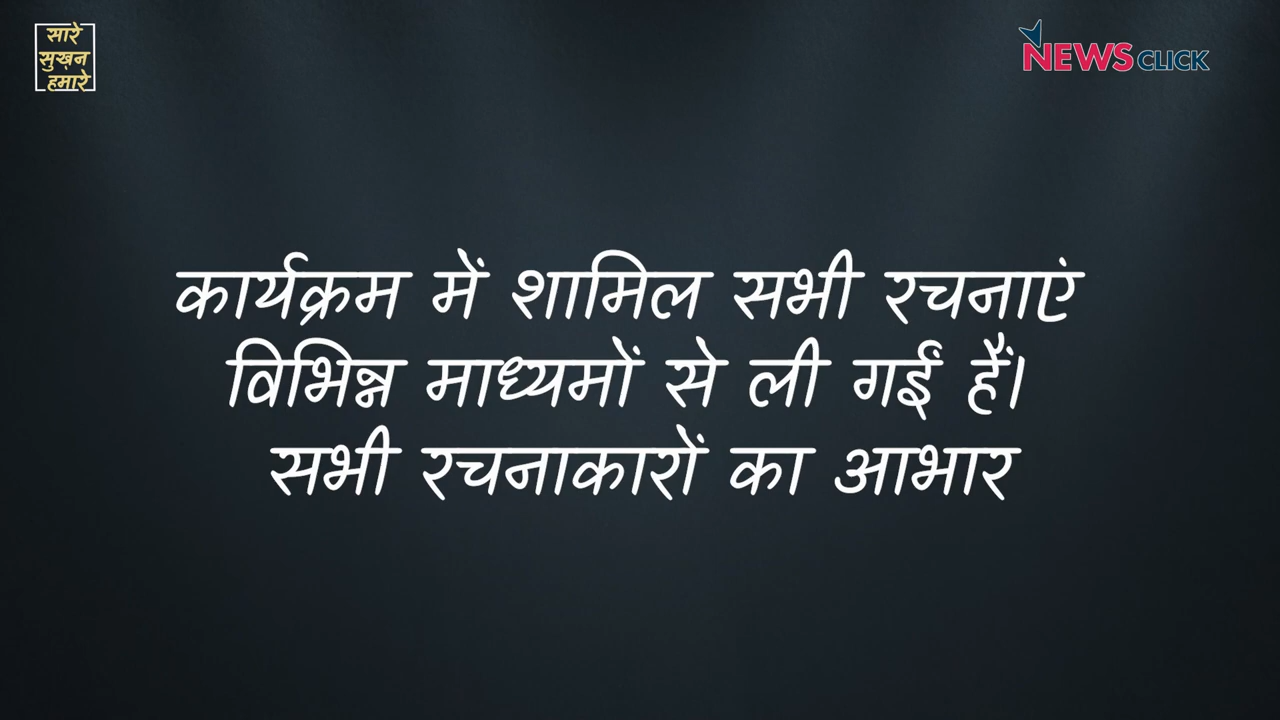 सारे
सुख़न
हमारे
NEWSCLICK
कार्यक्रम में शामिल सभी रचनाएं
विभिन्न माध्यमों से ली गईं हैं।
सभी रचनाकारों का आभार